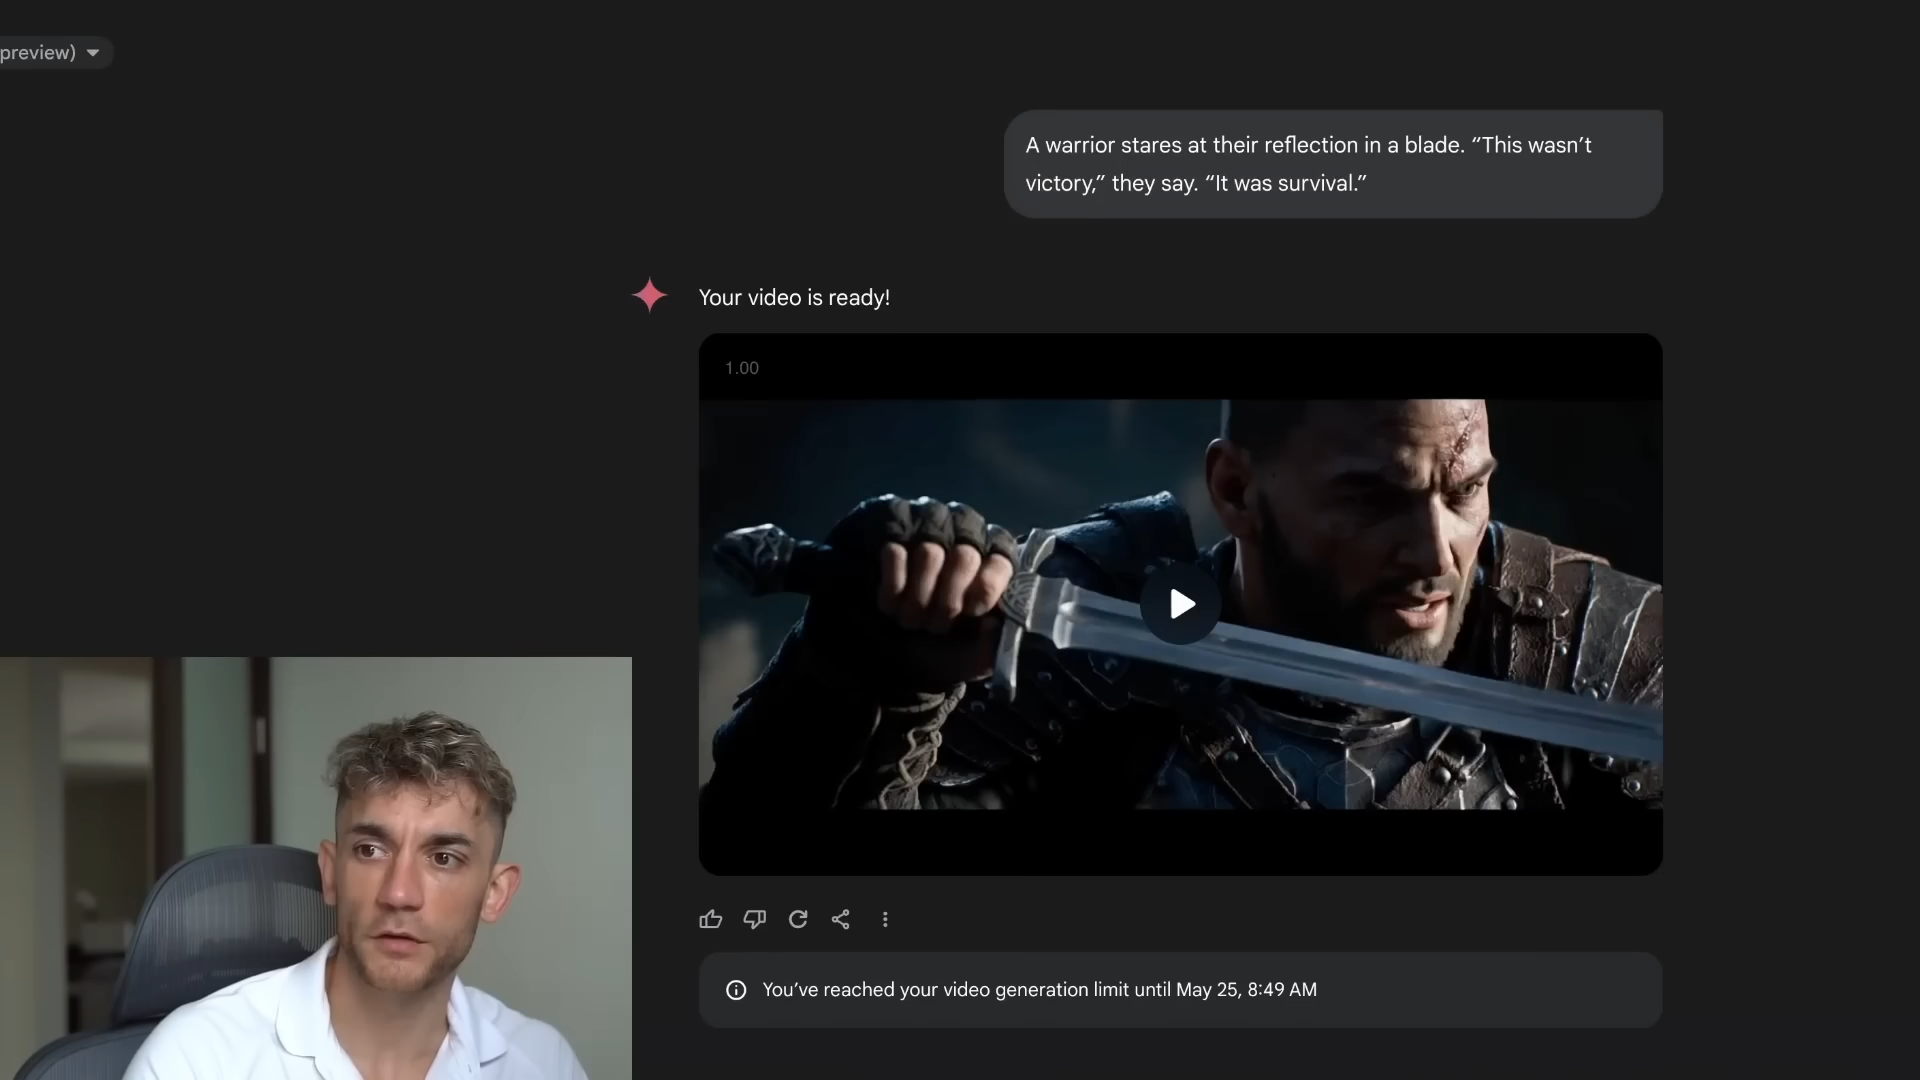 preview)
A warrior stares at their reflection in a blade. “This wasn’t
victory,” they say. “It was survival.”
Your video is ready!
1.00
You’ve reached your video generation limit until May 25, 8:49 AM